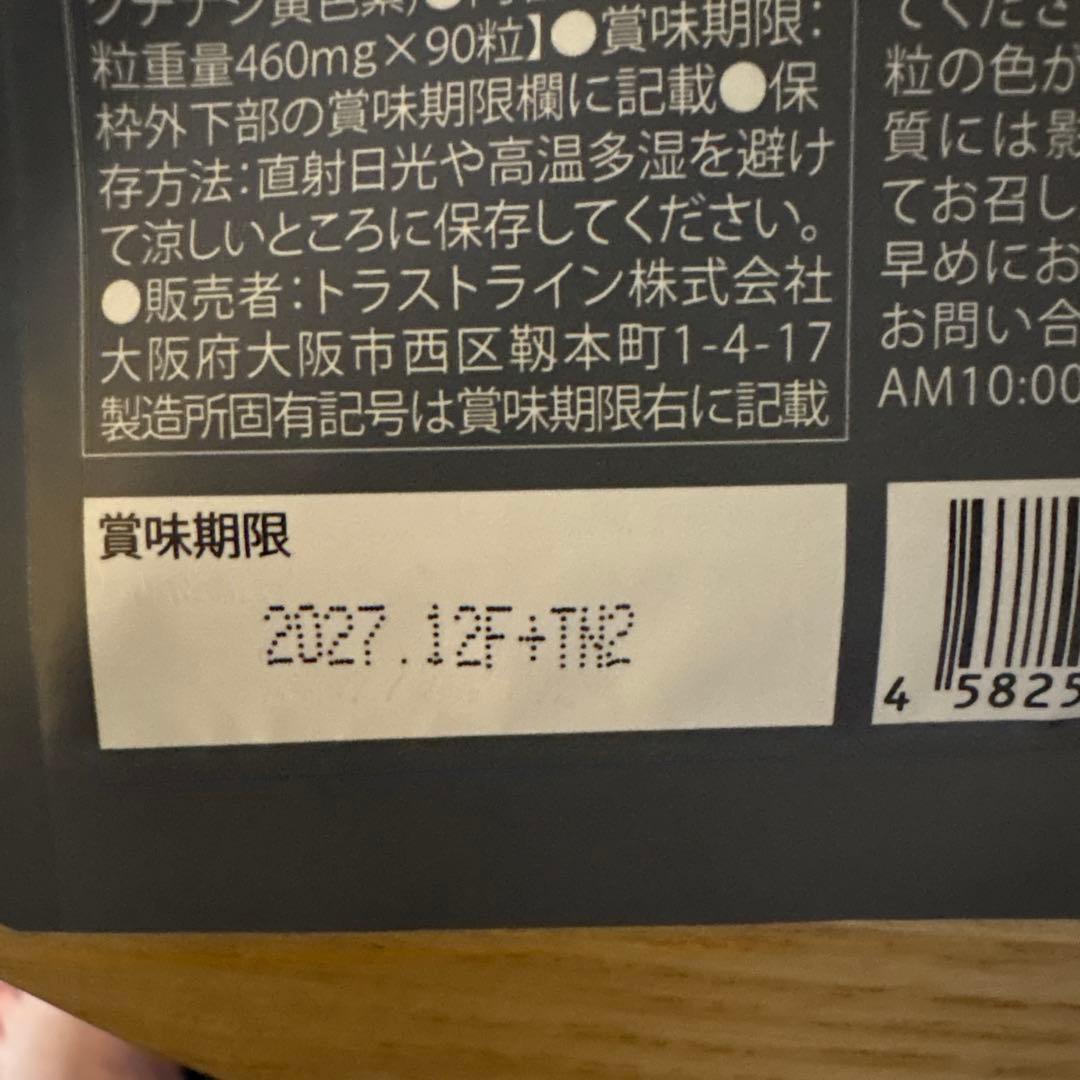 粒重量460mg×90粒】●賞味期限:
枠外下部の賞味期限欄に記載●保
存方法:直射日光や高温多湿を避け
て涼しいところに保存してください。
●販売者:トラストライン株式会社
大阪府大阪市西区靱本町1-4-17
製造所固有記号は賞味期限右に記載
てくださ
粒の色が
質には影
てお召し
早めにお
お問い合
AM10:00
賞味期限
2027.12F+TN2
4 5825